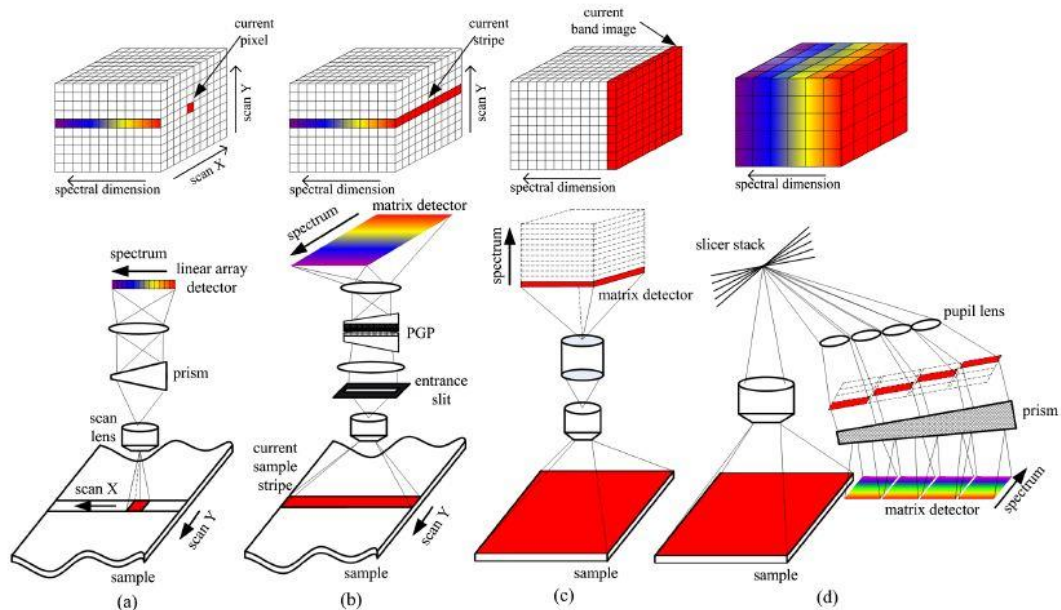 current
pixel
scan Y
scan X
spectral dimension
current
stripe
scan Y
spectral dimension
current
band image
spectral dimension
spectral dimension
spectrum
linear array
detector
prism
scan
lens
scan X
scan Y
sample
(a)
matrix detector
spectrum
PGP
entrance
slit
current
sample
stripe
scan Y
sample
(b)
spectrum
matrix detector
sample
(c)
slicer stack
pupil lens
prism
matrix detector
spectrum
sample
(d)